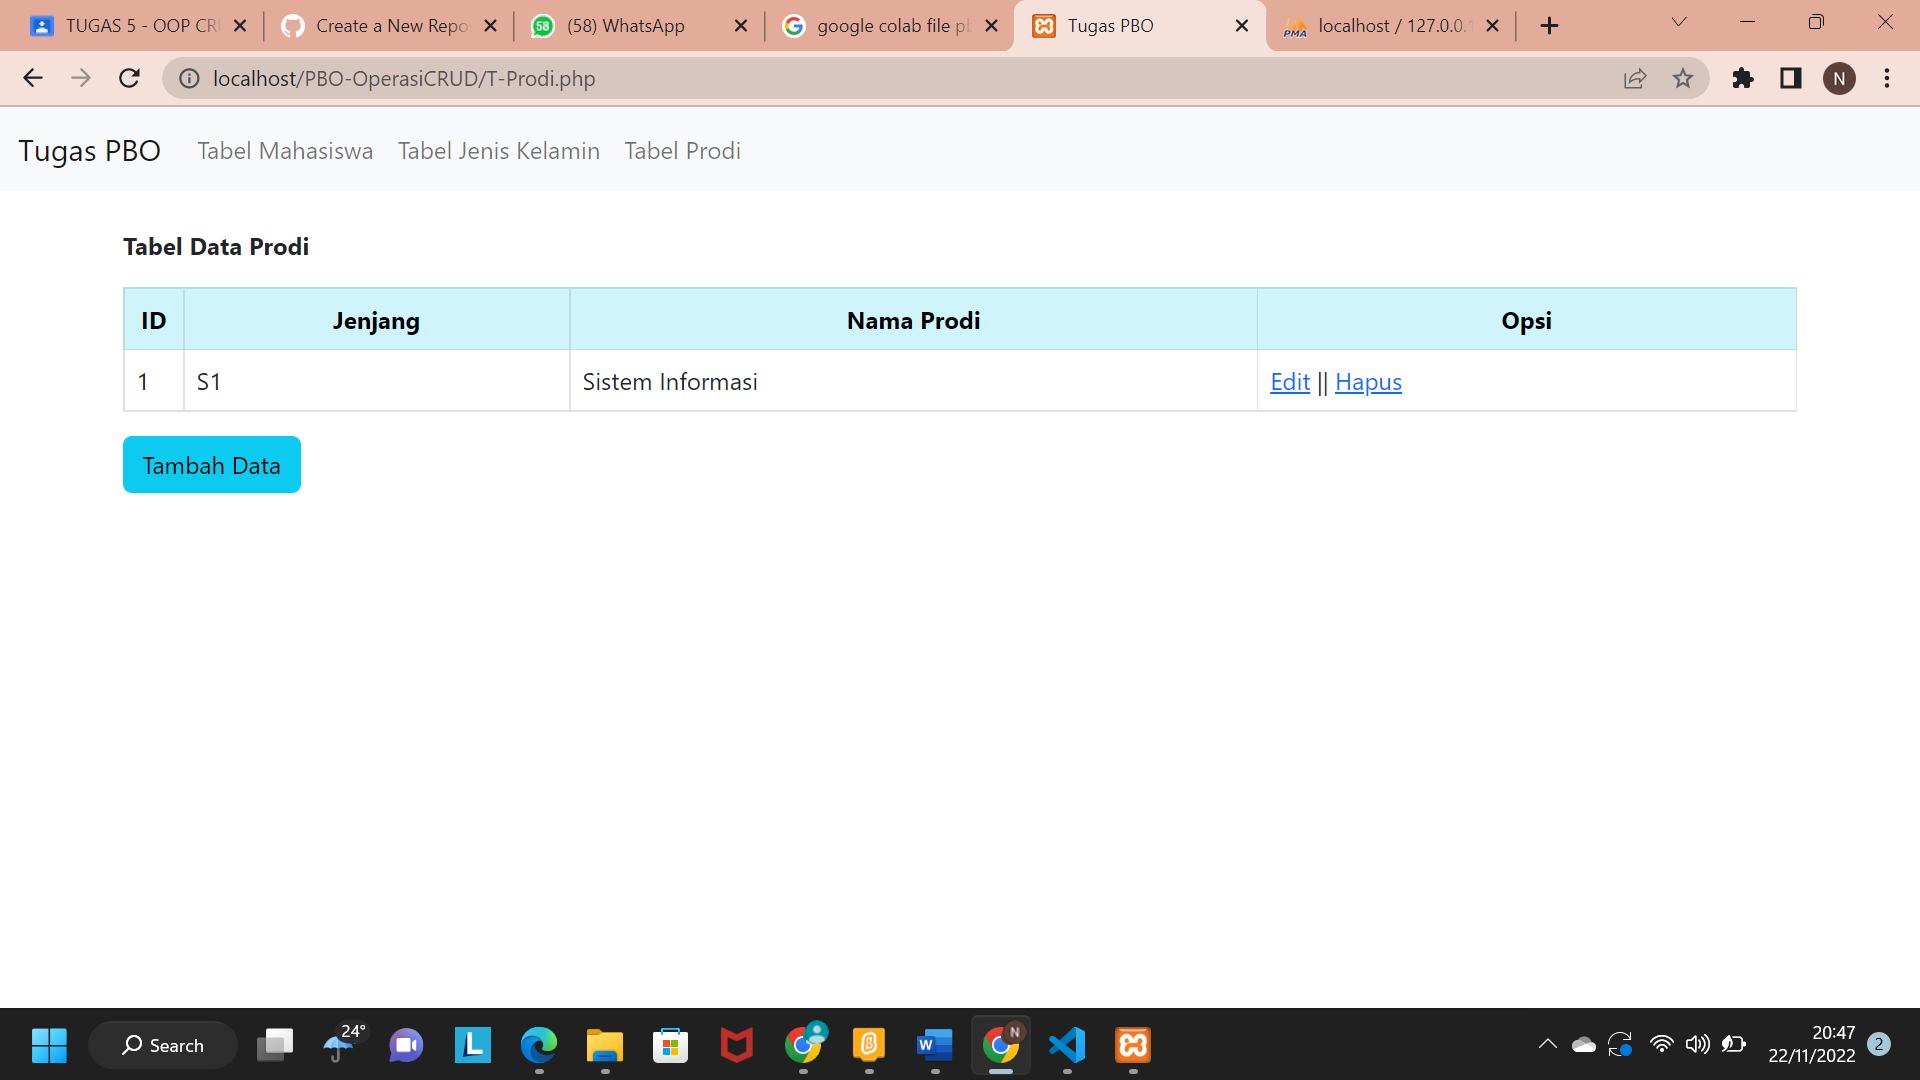 TUGAS 5 - OOP CR
Create a New Repo
58
(58) WhatsApp
google colab file pb
Tugas PBO
PMA
localhost / 127.0.0.1
localhost/PBO-OperasiCRUD/T-Prodi.php
N
Tugas PBO
Tabel Mahasiswa
Tabel Jenis Kelamin
Tabel Prodi
Tabel Data Prodi
ID Jenjang Nama Prodi Opsi
1 S1 Sistem Informasi Edit || Hapus
Tambah Data
Search
24°
L
W
N
20:47
22/11/2022
2